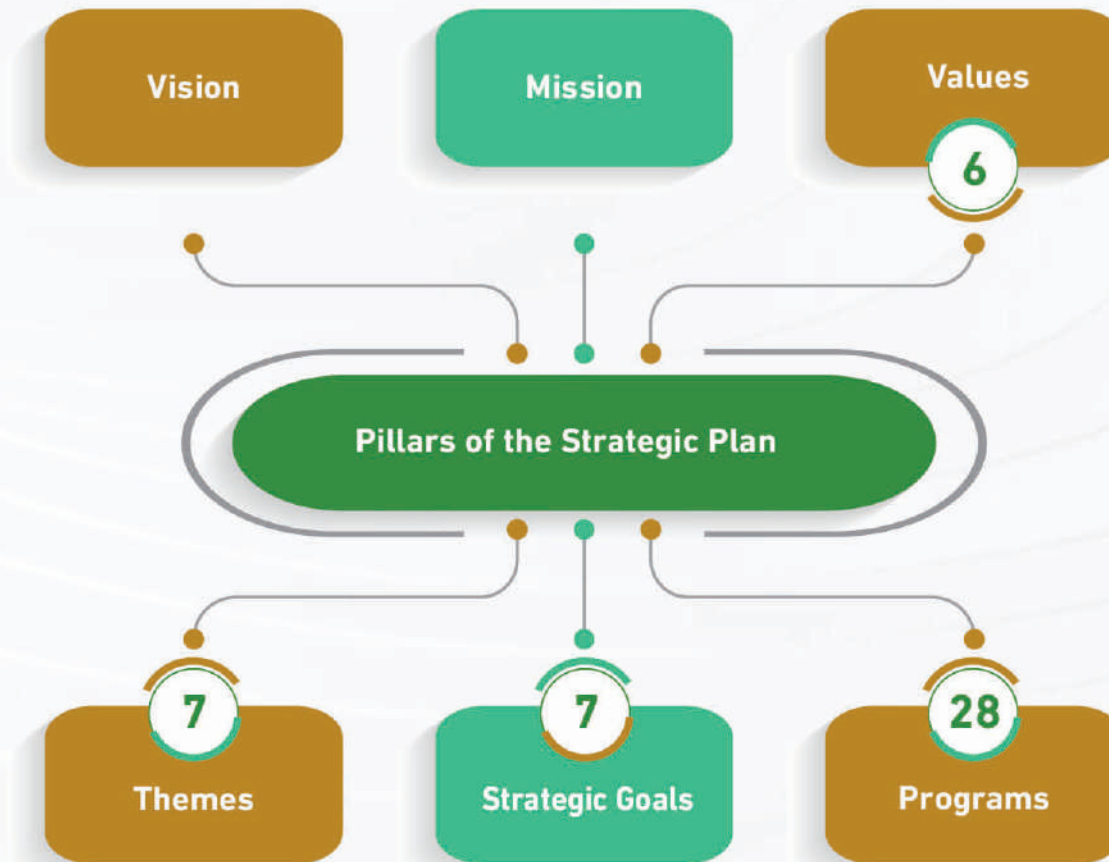 Vision
Mission
Values
6
Pillars of the Strategic Plan
7
7
28
Themes
Strategic Goals
Programs